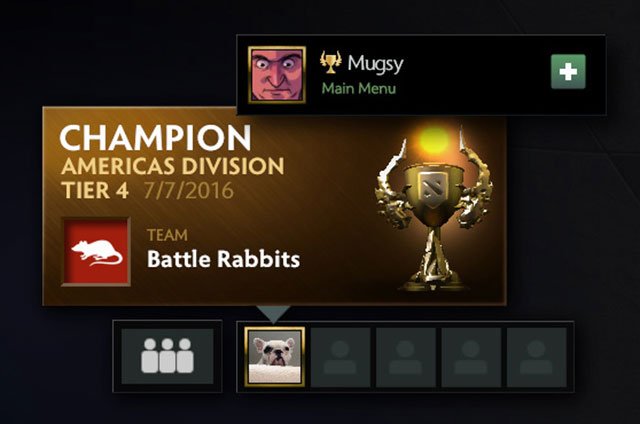 Mugsy
Main Menu
CHAMPION
AMERICAS DIVISION
TIER 4 7/7/2016
TEAM
Battle Rabbits